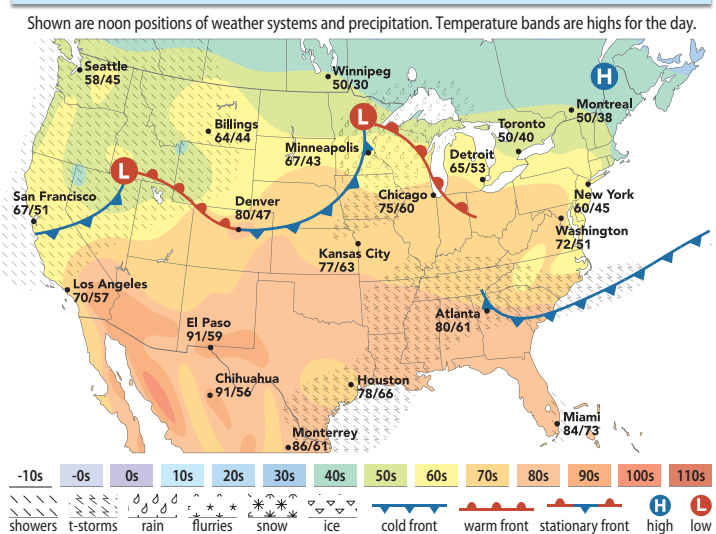 Shown are noon positions of weather systems and precipitation. Temperature bands are highs for the day.
Seattle
58/45
Winnipeg
50/30
H
Montreal
50/38
Billings
64/44
L
Toronto
50/40
Minneapolis
67/43
Detroit
65/53
L
San Francisco
67/51
Denver
80/47
Chicago
75/60
New York
60/45
Washington
72/51
Kansas City
77/63
Los Angeles
70/57
Atlanta
80/61
El Paso
91/59
Chihuahua
91/56
Houston
78/66
Miami
84/73
Monterrey
86/61
-10s -0s 0s 10s 20s 30s 40s 50s 60s 70s 80s 90s 100s 110s
H L
showers t-storms rain flurries snow ice cold front warm front stationary front high low